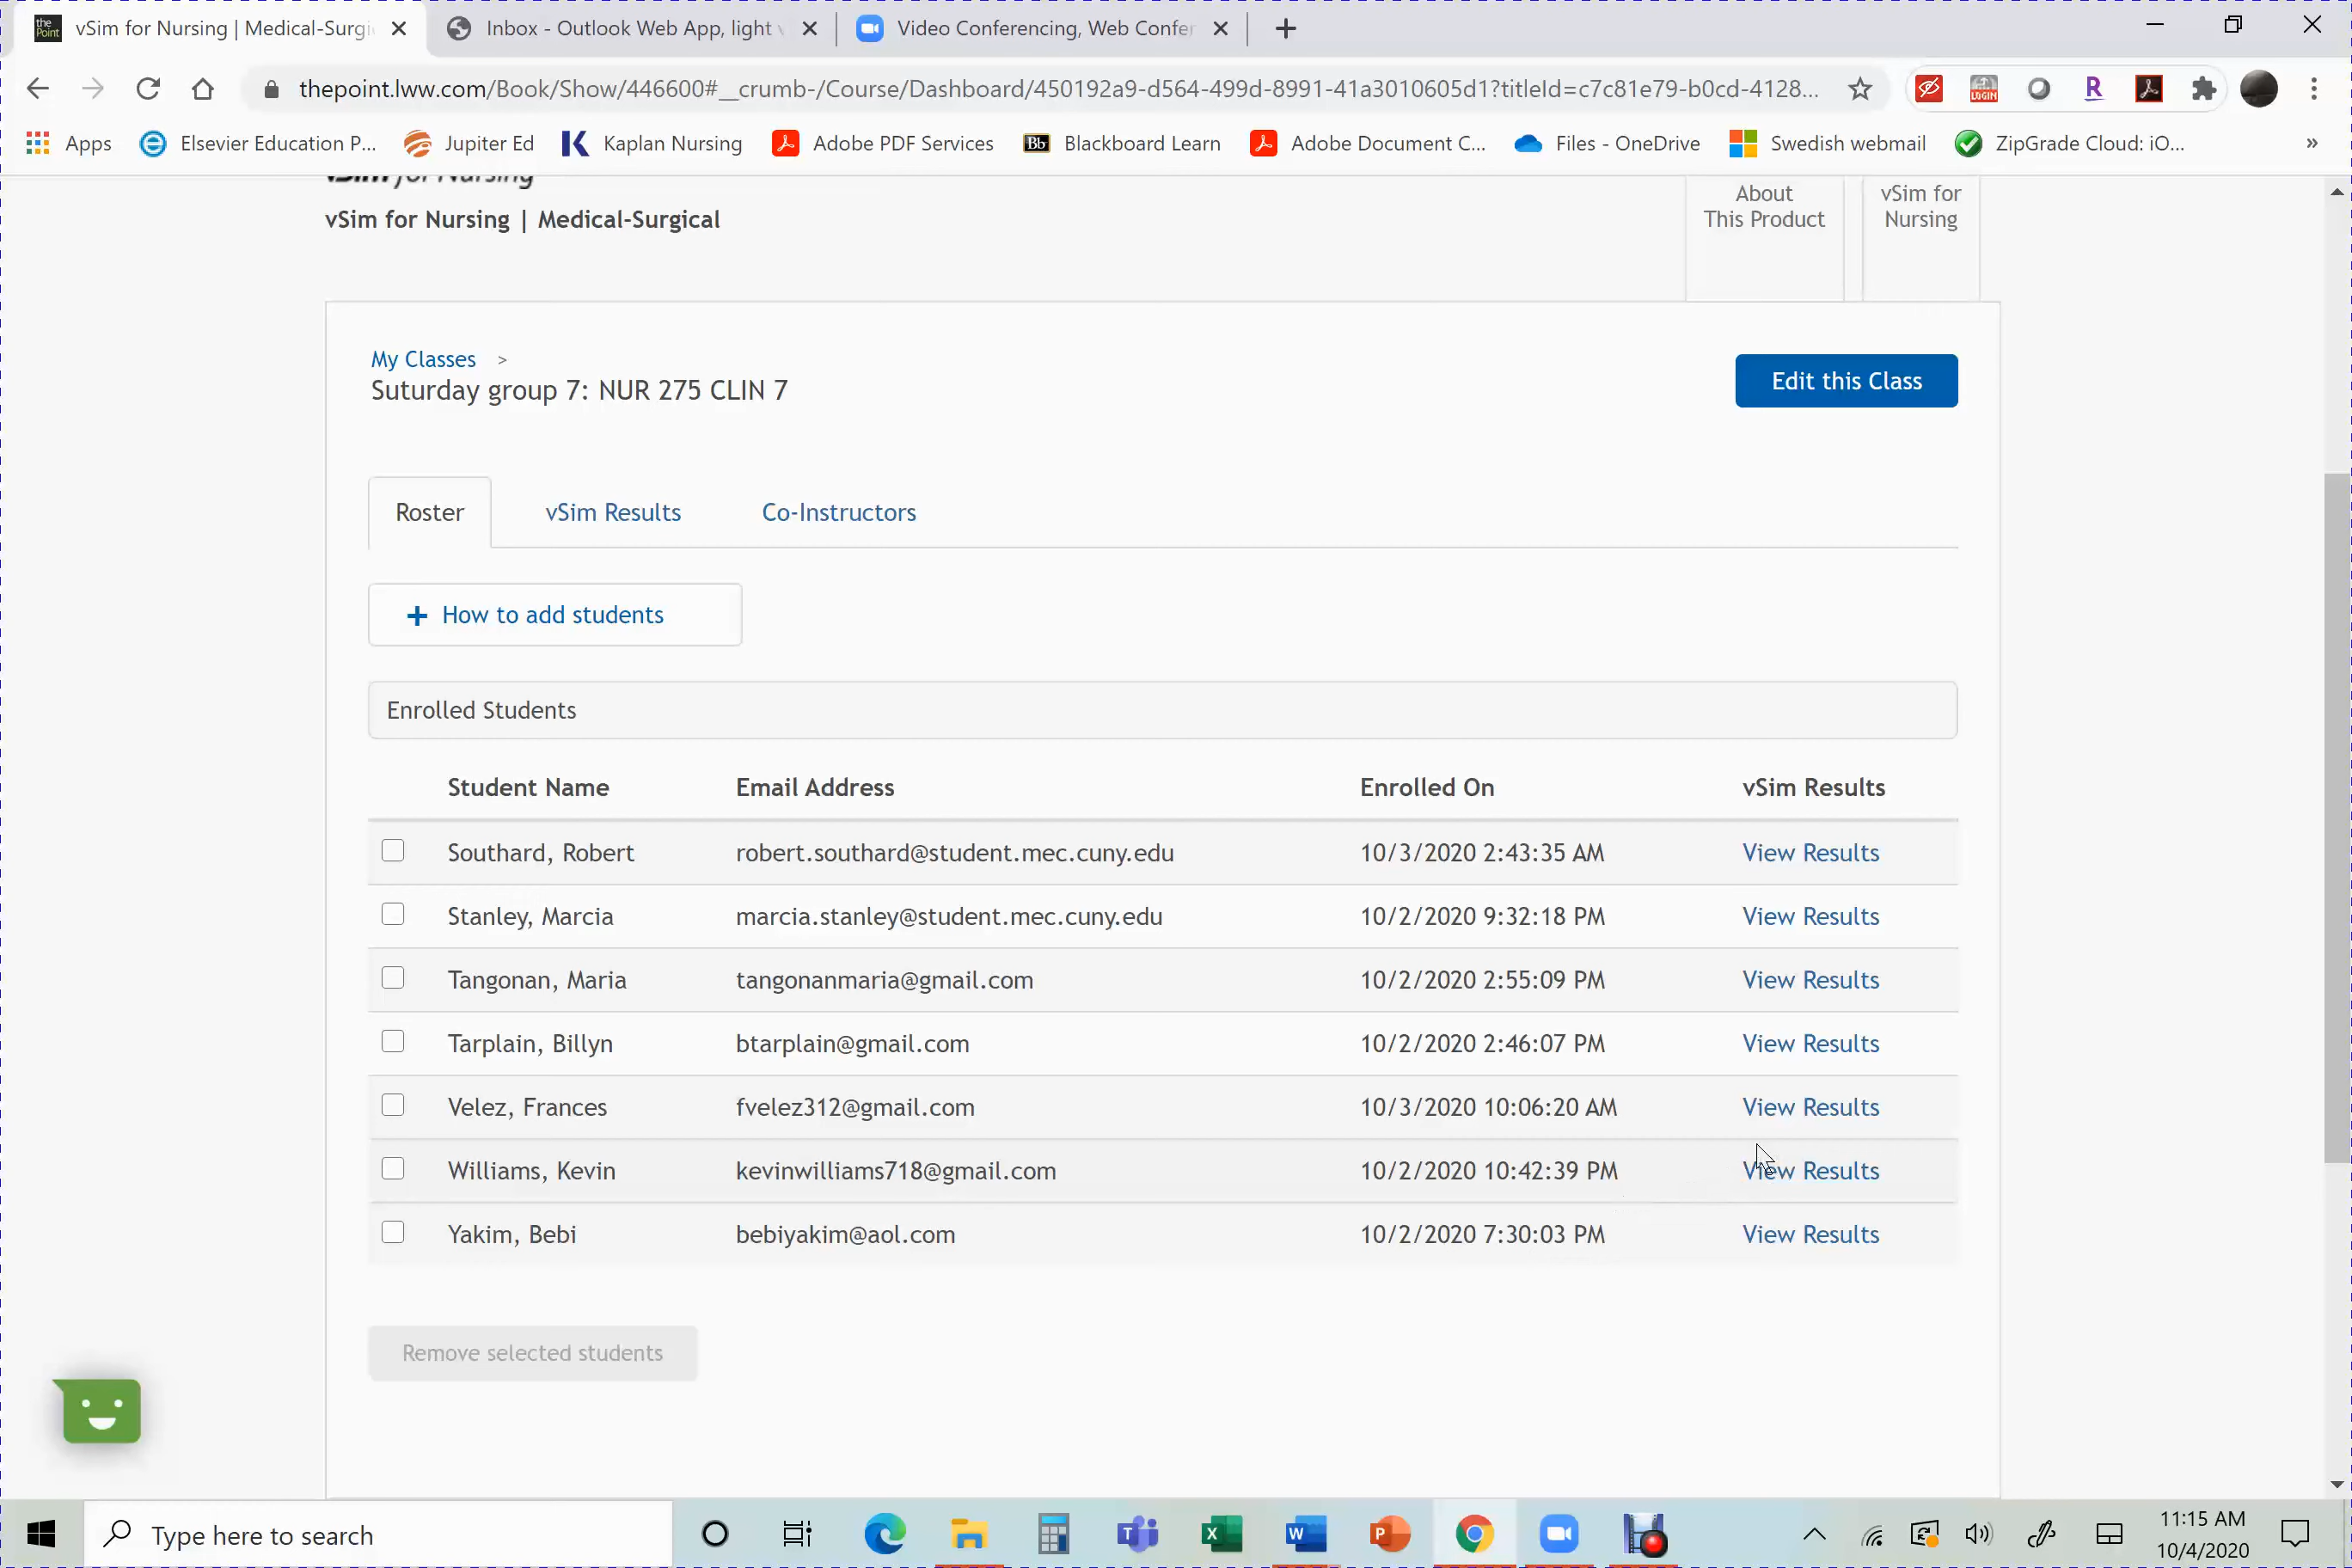 the Point vSim for Nursing | Medical-Surgi
Inbox - Outlook Web App, light v
Video Conferencing, Web Confer
thepoint.lww.com/Book/Show/446600#__crumb-/Course/Dashboard/450192a9-d564-499d-8991-41a3010605d1?titleId=c7c81e79-b0cd-4128...
LOGIN
R
Apps
Elsevier Education P...
Jupiter Ed
Kaplan Nursing
Adobe PDF Services
Bb Blackboard Learn
Adobe Document C...
Files - OneDrive
Swedish webmail
ZipGrade Cloud: iO...
»
vSim for Nursing
vSim for Nursing | Medical-Surgical
About
This Product
vSim for
Nursing
My Classes >
Suturday group 7: NUR 275 CLIN 7
Edit this Class
Roster vSim Results Co-Instructors
+ How to add students
Enrolled Students
Student Name Email Address Enrolled On vSim Results
Southard, Robert robert.southard@student.mec.cuny.edu 10/3/2020 2:43:35 AM View Results
Stanley, Marcia marcia.stanley@student.mec.cuny.edu 10/2/2020 9:32:18 PM View Results
Tangonan, Maria tangonanmaria@gmail.com 10/2/2020 2:55:09 PM View Results
Tarplain, Billyn btarplain@gmail.com 10/2/2020 2:46:07 PM View Results
Velez, Frances fvelez312@gmail.com 10/3/2020 10:06:20 AM View Results
Williams, Kevin kevinwilliams718@gmail.com 10/2/2020 10:42:39 PM View Results
Yakim, Bebi bebiyakim@aol.com 10/2/2020 7:30:03 PM View Results
Remove selected students
Type here to search
11:15 AM
10/4/2020